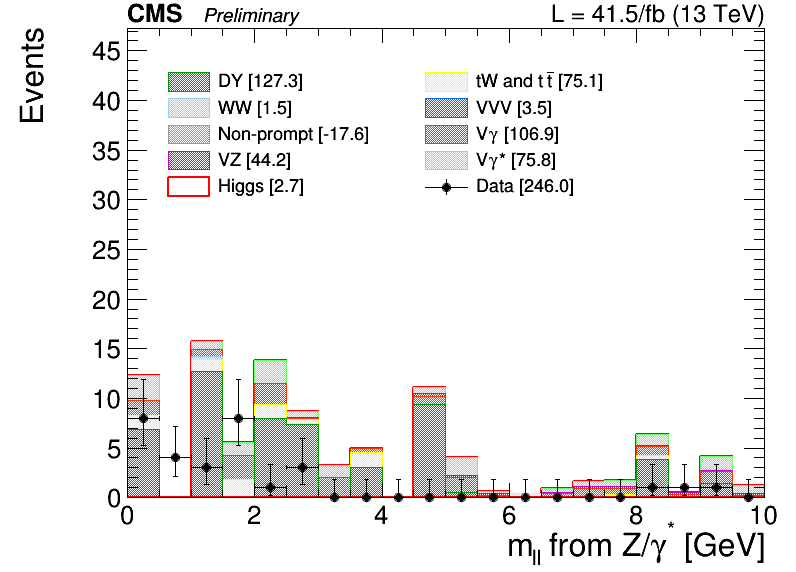 CMS Preliminary L = 41.5/fb (13 TeV)
Events
45
40
35
30
25
20
15
10
5
0
DY [127.3]
WW [1.5]
Non-prompt [-17.6]
VZ [44.2]
Higgs [2.7]
tW and tt̅ [75.1]
VVV [3.5]
Vγ [106.9]
Vγ* [75.8]
Data [246.0]
0 2 4 6 8 10
m_ll from Z/γ* [GeV]